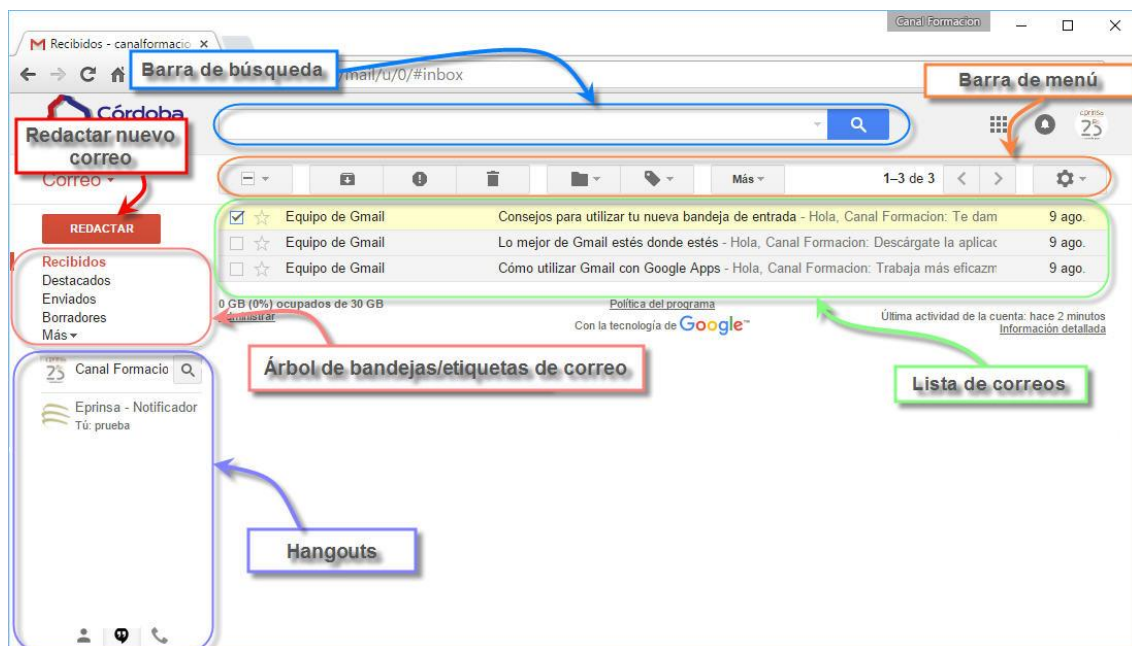 Canal Formacion
Recibidos - canalformacio
Barra de búsqueda
/mail/u/0/#inbox
Barra de menú
Córdoba
eprinsa
25
Redactar nuevo
correo
Correo
Más
1–3 de 3
REDACTAR
Equipo de Gmail Consejos para utilizar tu nueva bandeja de entrada - Hola, Canal Formacion: Te dam 9 ago.
Equipo de Gmail Lo mejor de Gmail estés donde estés - Hola, Canal Formacion: Descárgate la aplicac 9 ago.
Equipo de Gmail Cómo utilizar Gmail con Google Apps - Hola, Canal Formacion: Trabaja más eficazm 9 ago.
Recibidos
Destacados
Enviados
Borradores
Más
0 GB (0%) ocupados de 30 GB
Administrar
Política del programa
Con la tecnología de Google™
Última actividad de la cuenta: hace 2 minutos
Información detallada
Árbol de bandejas/etiquetas de correo
Lista de correos
25 Canal Formacio
Eprinsa - Notificador
Tú: prueba
Hangouts